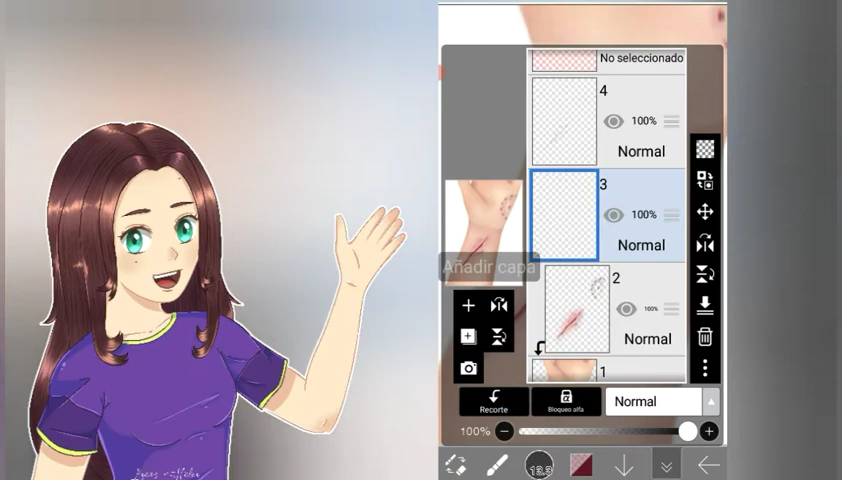 No seleccionado
4
100%
Normal
3
100%
Normal
Añadir capa
2
100%
Normal
1
Recorte
Bloqueo alfa
Normal
100%
13.3